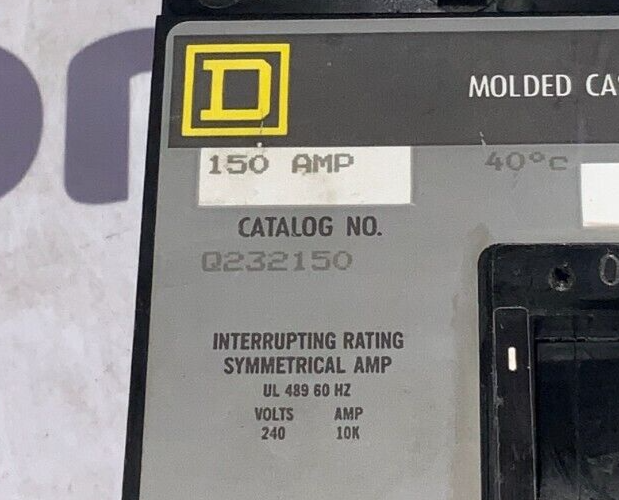 D
MOLDED CA
150 AMP 40°C
CATALOG NO.
Q232150
INTERRUPTING RATING
SYMMETRICAL AMP
UL 489 60 HZ
VOLTS AMP
240 10K